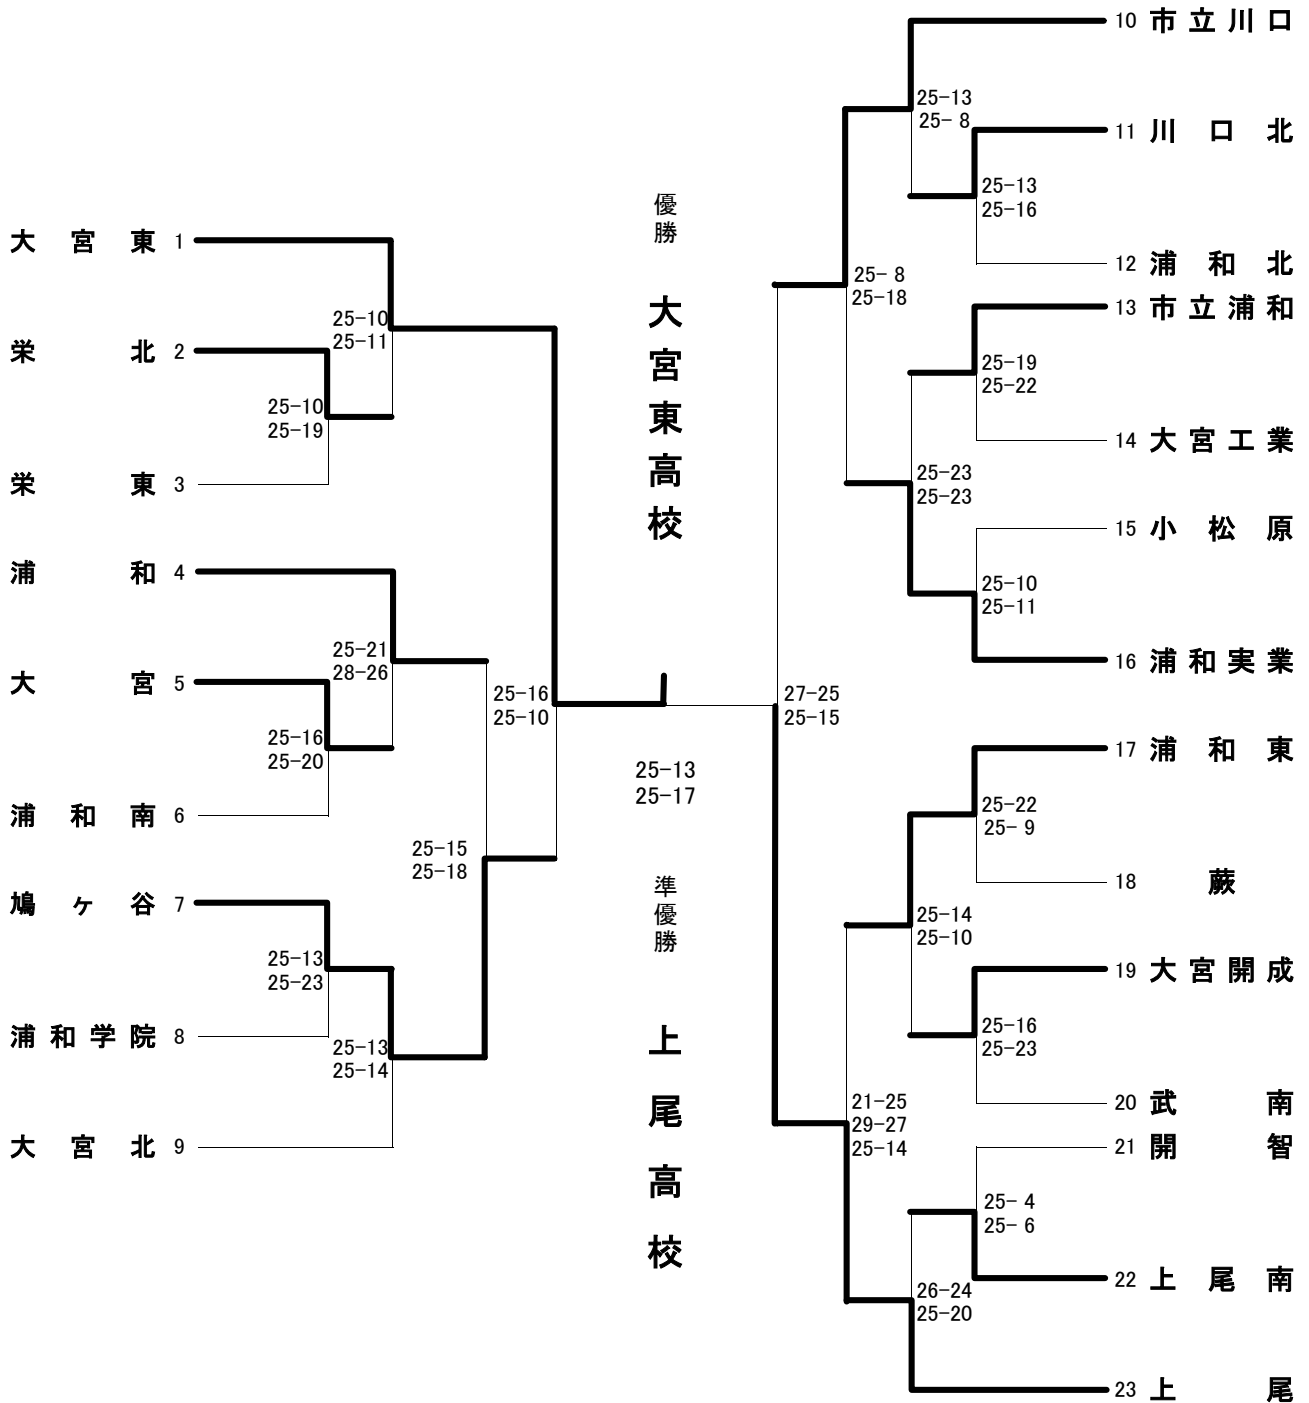 大宮東 1
栄北 2
栄東 3
浦和 4
大宮 5
浦和南 6
鳩ヶ谷 7
浦和学院 8
大宮北 9
25-10
25-11
25-10
25-19
25-21
28-26
25-16
25-20
25-13
25-23
25-13
25-14
25-15
25-18
25-16
25-10
優勝
大宮東高校
25-13
25-17
準優勝
上尾高校
27-25
25-15
25- 8
25-18
21-25
29-27
25-14
25-13
25- 8
25-23
25-23
25-14
25-10
26-24
25-20
25-13
25-16
25-19
25-22
25-10
25-11
25-22
25- 9
25-16
25-23
25- 4
25- 6
10 市立川口
11 川口北
12 浦和北
13 市立浦和
14 大宮工業
15 小松原
16 浦和実業
17 浦和東
18 蕨
19 大宮開成
20 武南
21 開智
22 上尾南
23 上尾